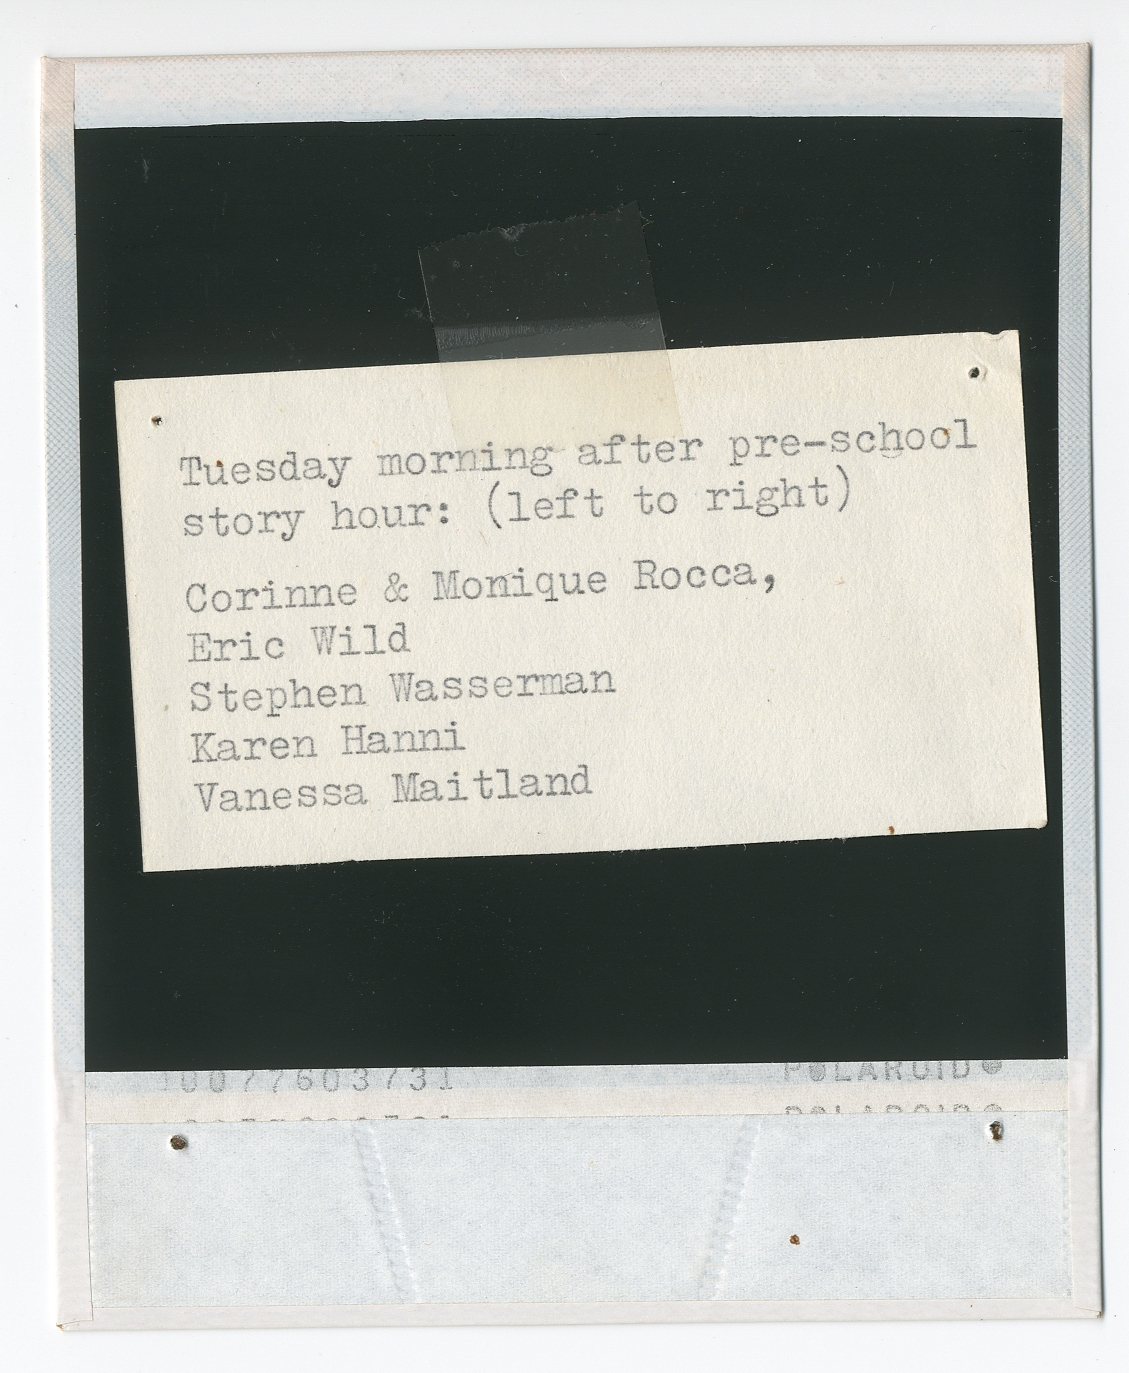 Tuesday morning after pre-school
story hour: (left to right)
Corinne & Monique Rocca,
Eric Wild
Stephen Wasserman
Karen Hanni
Vanessa Maitland
POLAROID®
POLAROID®